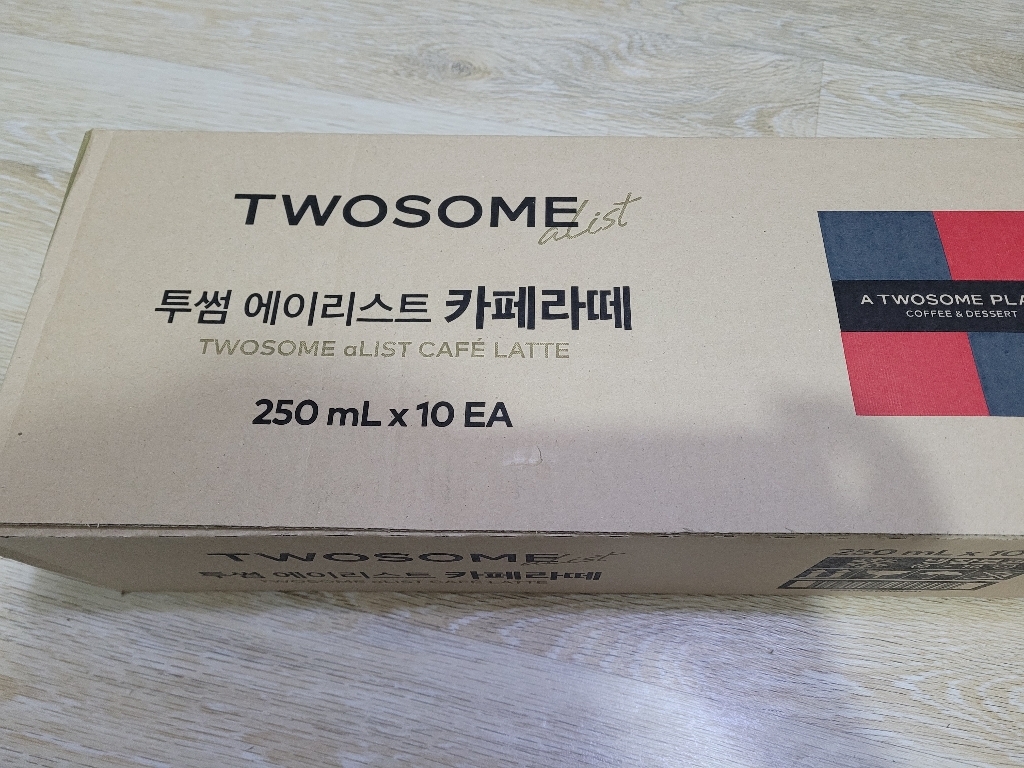 TWOSOME
aList
투썸 에이리스트 카페라떼
TWOSOME aLIST CAFÉ LATTE
250 mL x 10 EA
A TWOSOME PLA
COFFEE & DESSERT
TWOSOME
aList
투썸 에이리스트 카페라떼
250 mL x 10